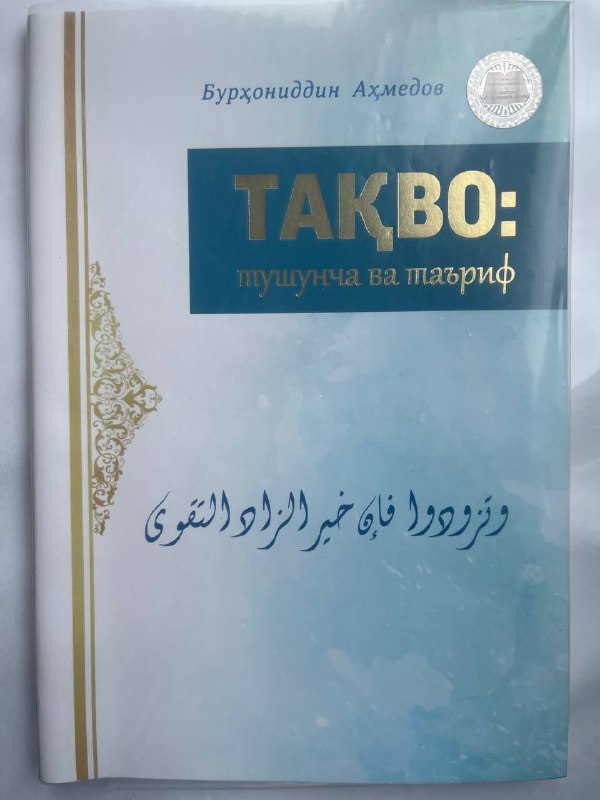 Бурҳониддин Аҳмедов
ТАҚВО:
тушунча ва таъриф
وتزودوا فإن خير الزاد التقوى